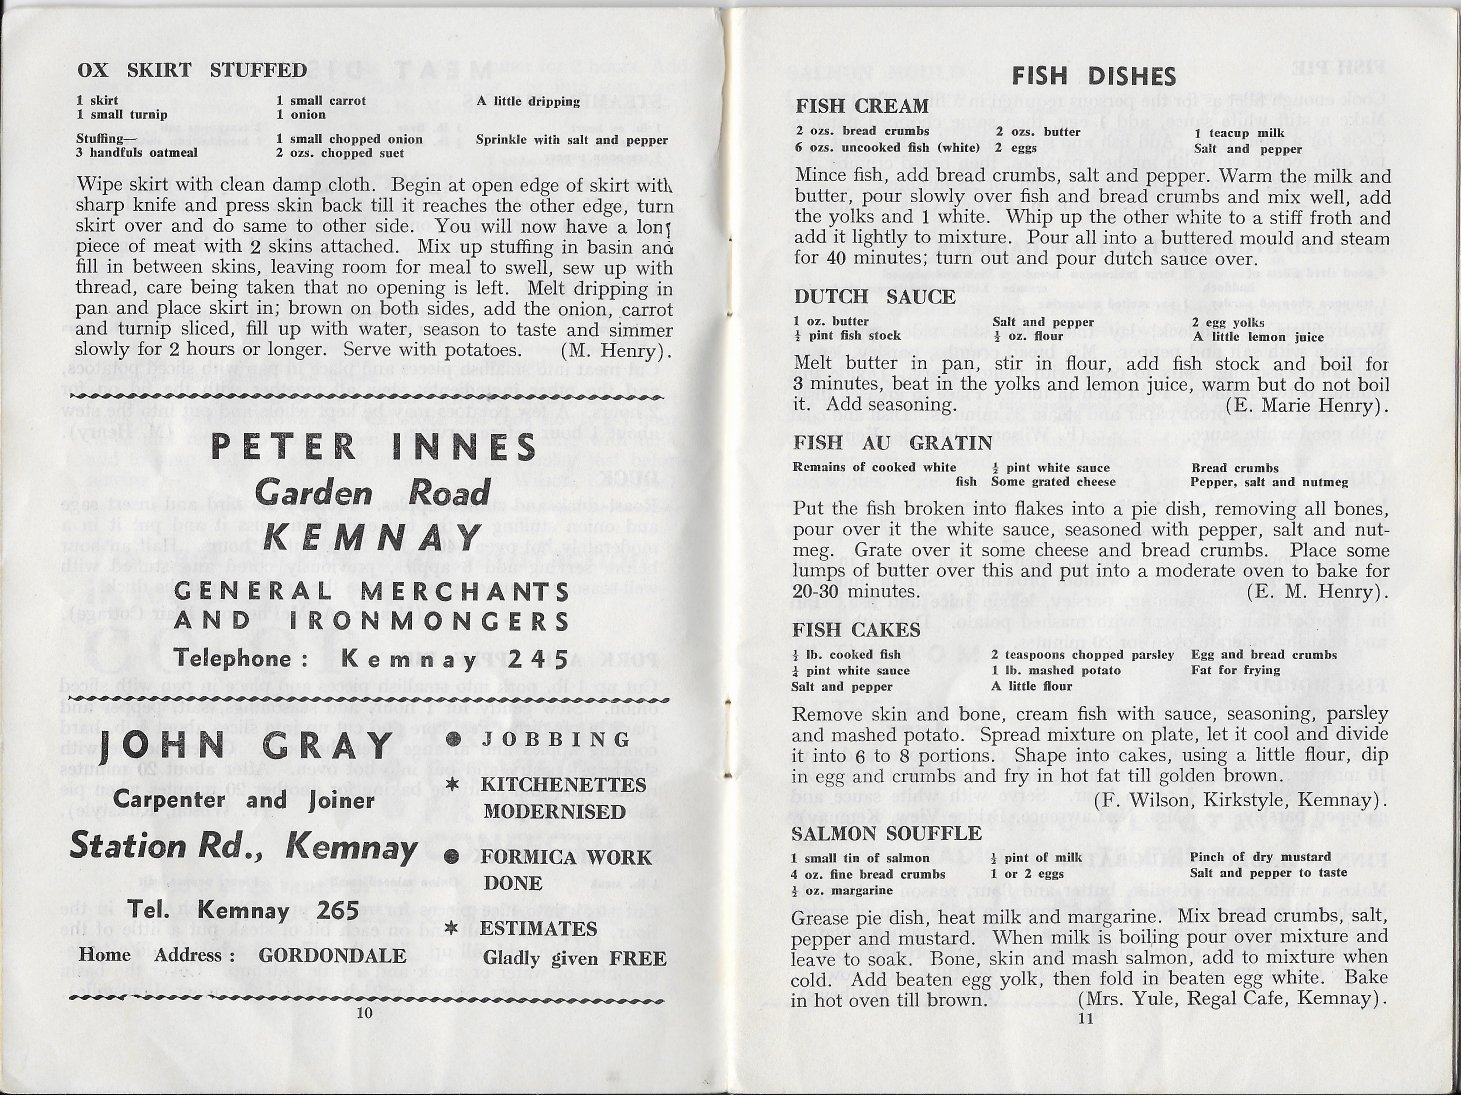 OX SKIRT STUFFED
1 skirt 1 small carrot A little dripping
1 small turnip 1 onion
Stuffing— 1 small chopped onion Sprinkle with salt and pepper
3 handfuls oatmeal 2 ozs. chopped suet
Wipe skirt with clean damp cloth. Begin at open edge of skirt with
sharp knife and press skin back till it reaches the other edge, turn
skirt over and do same to other side. You will now have a long
piece of meat with 2 skins attached. Mix up stuffing in basin and
fill in between skins, leaving room for meal to swell, sew up with
thread, care being taken that no opening is left. Melt dripping in
pan and place skirt in; brown on both sides, add the onion, carrot
and turnip sliced, fill up with water, season to taste and simmer
slowly for 2 hours or longer. Serve with potatoes. (M. Henry).
PETER INNES
Garden Road
KEMNAY
GENERAL MERCHANTS
AND IRONMONGERS
Telephone: Kemnay 245
JOHN GRAY
Carpenter and Joiner
Station Rd., Kemnay
Tel. Kemnay 265
Home Address: GORDONDALE
● JOBBING
* KITCHENETTES
MODERNISED
● FORMICA WORK
DONE
* ESTIMATES
Gladly given FREE
10
FISH DISHES
FISH CREAM
2 ozs. bread crumbs 2 ozs. butter 1 teacup milk
6 ozs. uncooked fish (white) 2 eggs Salt and pepper
Mince fish, add bread crumbs, salt and pepper. Warm the milk and
butter, pour slowly over fish and bread crumbs and mix well, add
the yolks and 1 white. Whip up the other white to a stiff froth and
add it lightly to mixture. Pour all into a buttered mould and steam
for 40 minutes; turn out and pour dutch sauce over.
DUTCH SAUCE
1 oz. butter Salt and pepper 2 egg yolks
½ pint fish stock ½ oz. flour A little lemon juice
Melt butter in pan, stir in flour, add fish stock and boil for
3 minutes, beat in the yolks and lemon juice, warm but do not boil
it. Add seasoning. (E. Marie Henry).
FISH AU GRATIN
Remains of cooked white ½ pint white sauce Bread crumbs
fish Some grated cheese Pepper, salt and nutmeg
Put the fish broken into flakes into a pie dish, removing all bones,
pour over it the white sauce, seasoned with pepper, salt and nut-
meg. Grate over it some cheese and bread crumbs. Place some
lumps of butter over this and put into a moderate oven to bake for
20-30 minutes. (E. M. Henry).
FISH CAKES
lb. cooked fish 2 teaspoons chopped parsley Egg and bread crumbs
pint white sauce 1 lb. mashed potato Fat for frying
Salt and pepper A little flour
Remove skin and bone, cream fish with sauce, seasoning, parsley
and mashed potato. Spread mixture on plate, let it cool and divide
it into 6 to 8 portions. Shape into cakes, using a little flour, dip
in egg and crumbs and fry in hot fat till golden brown.
(F. Wilson, Kirkstyle, Kemnay).
SALMON SOUFFLE
1 small tin of salmon ½ pint of milk Pinch of dry mustard
4 oz. fine bread crumbs 1 or 2 eggs Salt and pepper to taste
½ oz. margarine
Grease pie dish, heat milk and margarine. Mix bread crumbs, salt,
pepper and mustard. When milk is boiling pour over mixture and
leave to soak. Bone, skin and mash salmon, add to mixture when
cold. Add beaten egg yolk, then fold in beaten egg white. Bake
in hot oven till brown. (Mrs. Yule, Regal Cafe, Kemnay).
11